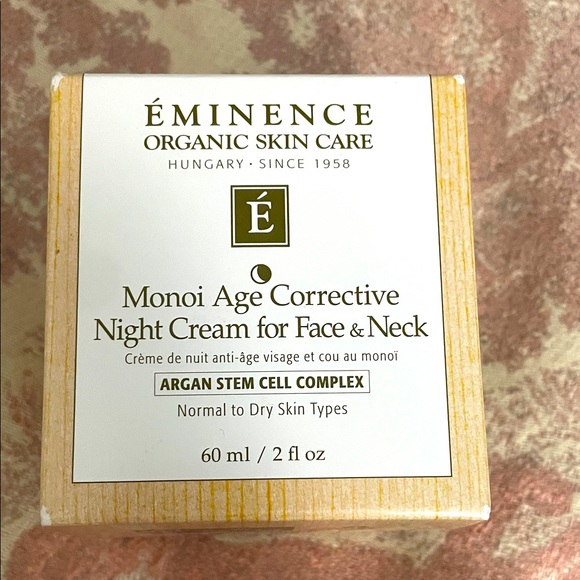 ÉMINENCE
ORGANIC SKIN CARE
HUNGARY · SINCE 1958
É
Monoi Age Corrective
Night Cream for Face & Neck
Crème de nuit anti-âge visage et cou au monoï
ARGAN STEM CELL COMPLEX
Normal to Dry Skin Types
60 ml / 2 fl oz